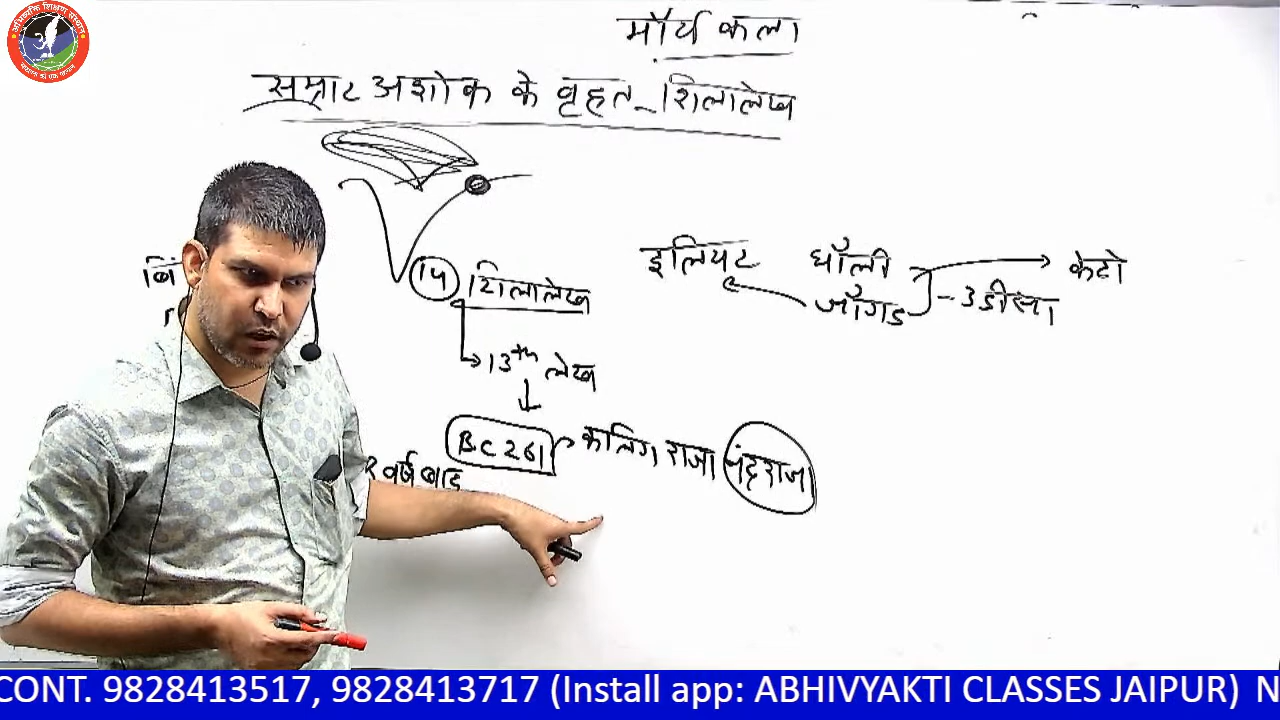 मौर्य कला
सम्राट अशोक के वृहत-शिलालेख
इलियट धौली केटो
जौगड - उडीसा
14 शिलालेख
13th लेख
BC 261 कलिंग राजा नंदराजा
वर्ष बाद
CONT. 9828413517, 9828413717 (Install app: ABHIVYAKTI CLASSES JAIPUR) N